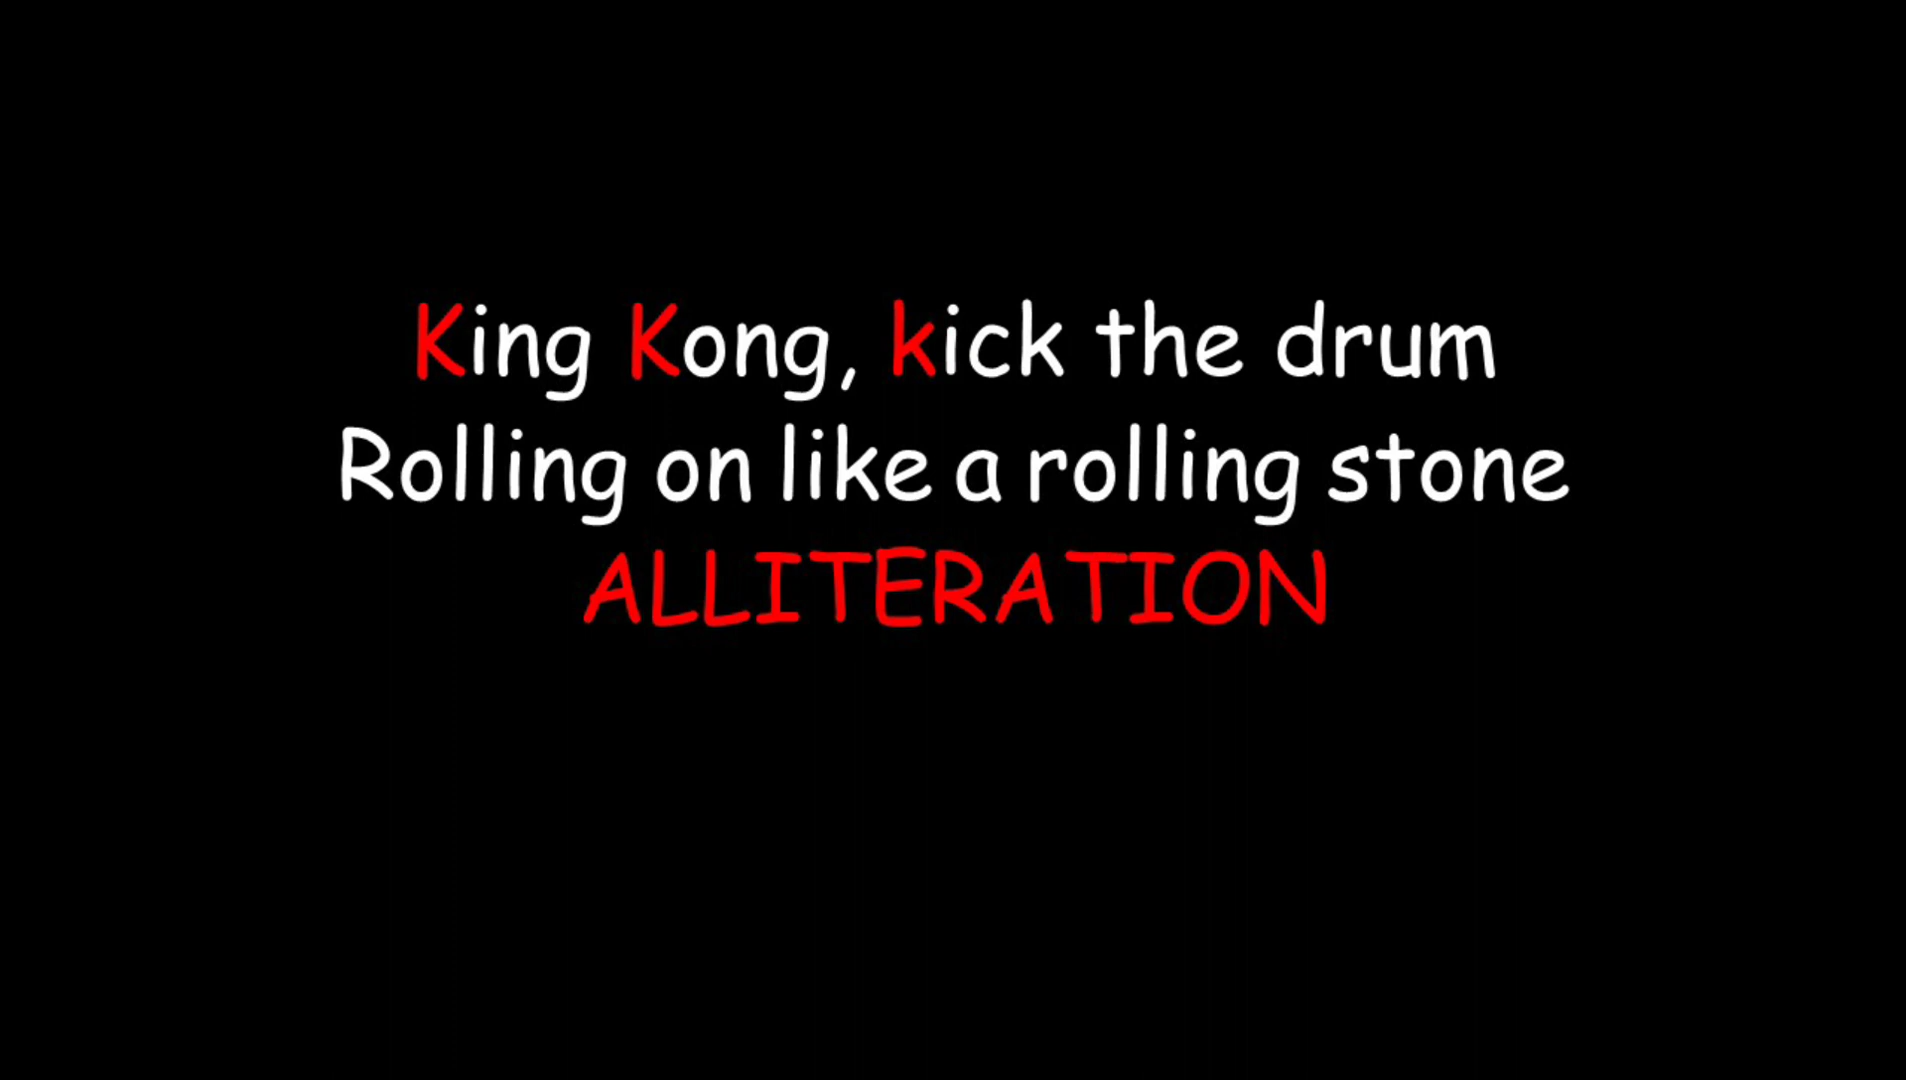 King Kong, kick the drum
Rolling on like a rolling stone
ALLITERATION